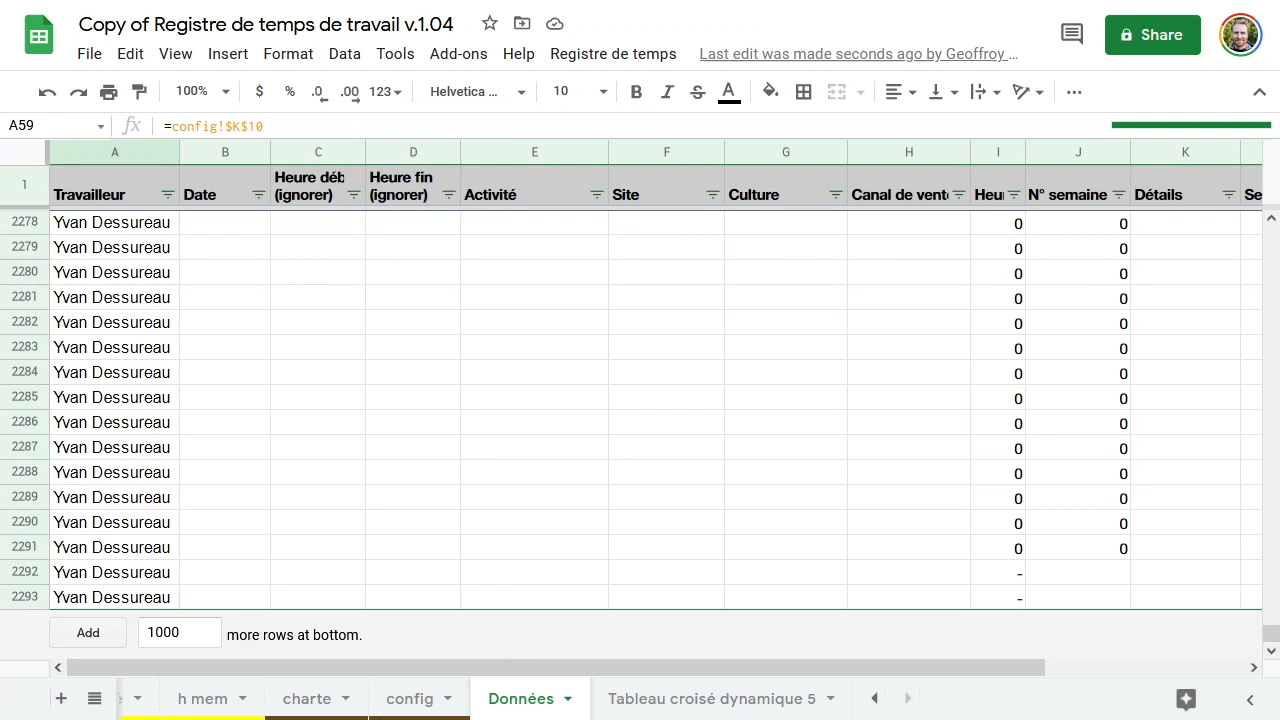 Copy of Registre de temps de travail v.1.04
File Edit View Insert Format Data Tools Add-ons Help Registre de temps Last edit was made seconds ago by Geoffroy …
Share
100% $ % .0 .00 123 Helvetica ... 10 B I S A
A59 fx =config!$K$10
A B C D E F G H I J K
1 Travailleur Date Heure déb (ignorer) Heure fin (ignorer) Activité Site Culture Canal de vent Heu N° semaine Détails Se
2278 Yvan Dessureau 0 0
2279 Yvan Dessureau 0 0
2280 Yvan Dessureau 0 0
2281 Yvan Dessureau 0 0
2282 Yvan Dessureau 0 0
2283 Yvan Dessureau 0 0
2284 Yvan Dessureau 0 0
2285 Yvan Dessureau 0 0
2286 Yvan Dessureau 0 0
2287 Yvan Dessureau 0 0
2288 Yvan Dessureau 0 0
2289 Yvan Dessureau 0 0
2290 Yvan Dessureau 0 0
2291 Yvan Dessureau 0 0
2292 Yvan Dessureau -
2293 Yvan Dessureau -
Add 1000 more rows at bottom.
h mem charte config Données Tableau croisé dynamique 5